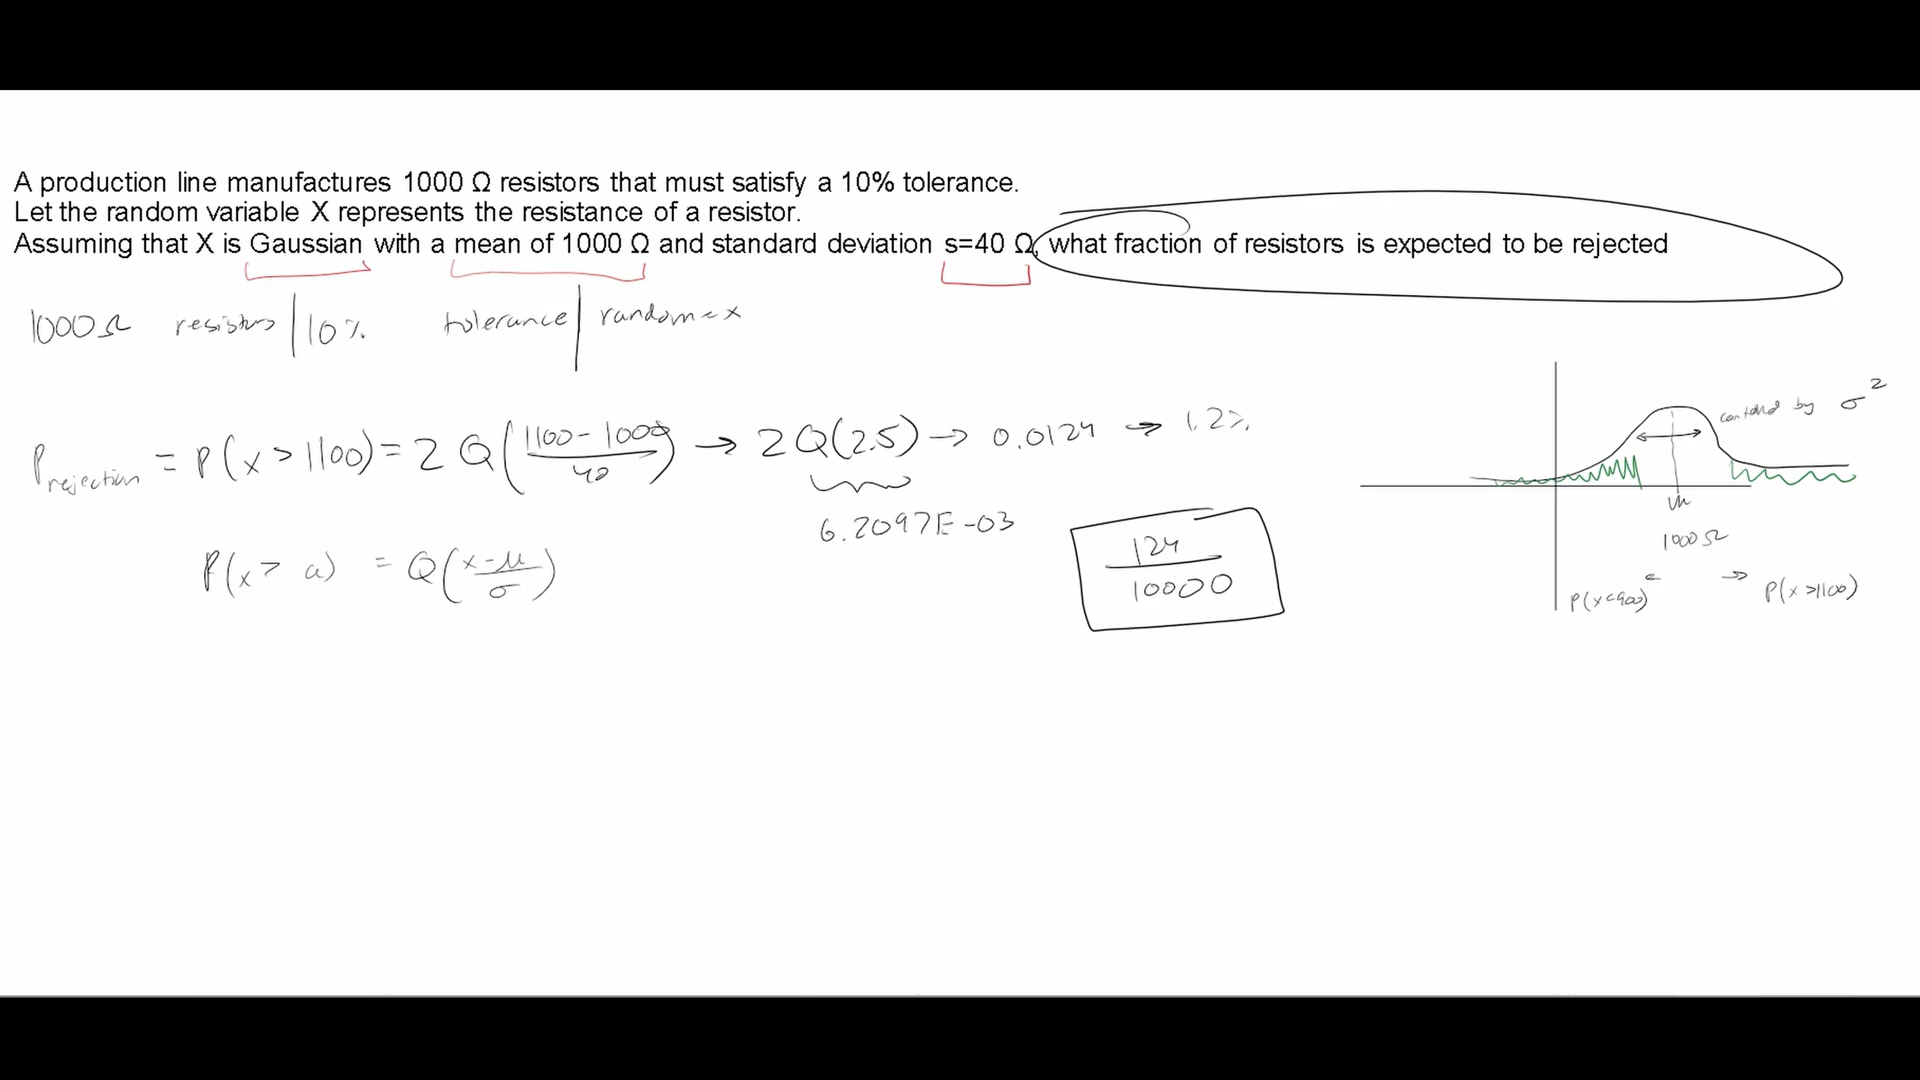 A production line manufactures 1000 Ω resistors that must satisfy a 10% tolerance.
Let the random variable X represents the resistance of a resistor.
Assuming that X is Gaussian with a mean of 1000 Ω and standard deviation s=40 Ω, what fraction of resistors is expected to be rejected
1000Ω resistors | 10% tolerance | random = x
P rejection = P(x > 1100) = 2 Q(1100-1000/40) → 2Q(2.5) → 0.0124 → 1.2%
6.2097E-03
P(x > a) = Q(x-μ/σ)
124/10000
by σ²
1000Ω
← → P(x >1100)
P(x<900)